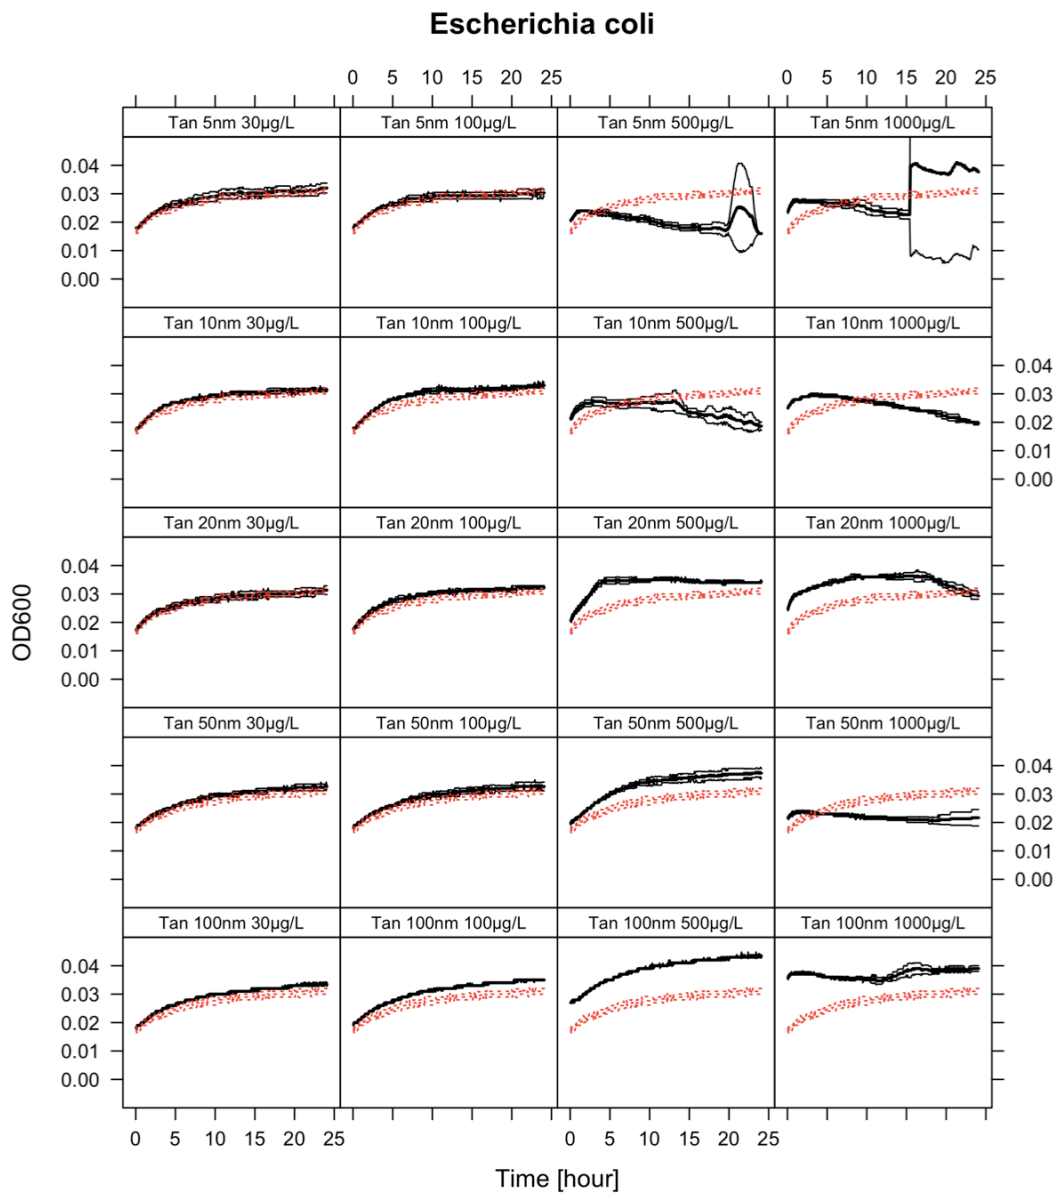 Escherichia coli
0 5 10 15 20 25 0 5 10 15 20 25
Tan 5nm 30µg/L Tan 5nm 100µg/L Tan 5nm 500µg/L Tan 5nm 1000µg/L
0.04
0.03
0.02
0.01
0.00
Tan 10nm 30µg/L Tan 10nm 100µg/L Tan 10nm 500µg/L Tan 10nm 1000µg/L
0.04
0.03
0.02
0.01
0.00
Tan 20nm 30µg/L Tan 20nm 100µg/L Tan 20nm 500µg/L Tan 20nm 1000µg/L
0.04
0.03
0.02
0.01
0.00
OD600
Tan 50nm 30µg/L Tan 50nm 100µg/L Tan 50nm 500µg/L Tan 50nm 1000µg/L
0.04
0.03
0.02
0.01
0.00
Tan 100nm 30µg/L Tan 100nm 100µg/L Tan 100nm 500µg/L Tan 100nm 1000µg/L
0.04
0.03
0.02
0.01
0.00
0 5 10 15 20 25 0 5 10 15 20 25
Time [hour]